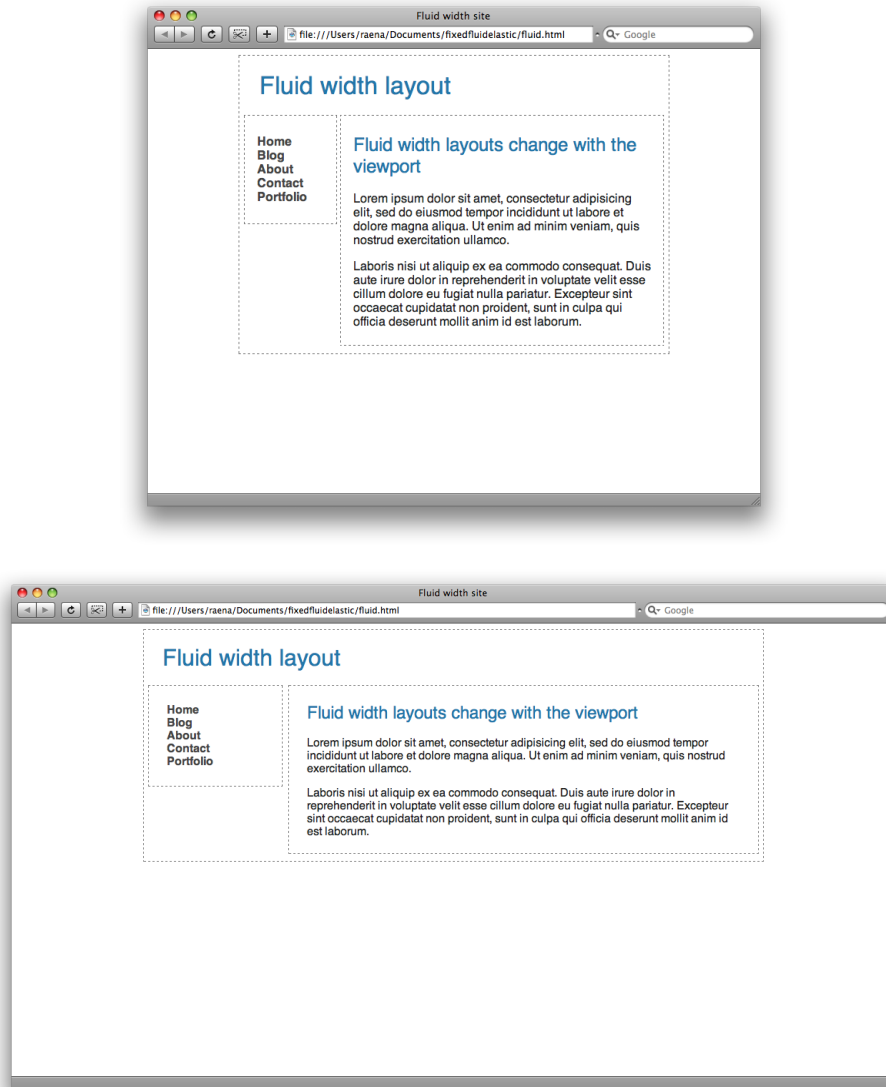 Fluid width site
file:///Users/raena/Documents/fixedfluidelastic/fluid.html
Google
Fluid width layout
Home
Blog
About
Contact
Portfolio
Fluid width layouts change with the
viewport
Lorem ipsum dolor sit amet, consectetur adipisicing
elit, sed do eiusmod tempor incididunt ut labore et
dolore magna aliqua. Ut enim ad minim veniam, quis
nostrud exercitation ullamco.
Laboris nisi ut aliquip ex ea commodo consequat. Duis
aute irure dolor in reprehenderit in voluptate velit esse
cillum dolore eu fugiat nulla pariatur. Excepteur sint
occaecat cupidatat non proident, sunt in culpa qui
officia deserunt mollit anim id est laborum.
Fluid width site
file:///Users/raena/Documents/fixedfluidelastic/fluid.html
Google
Fluid width layout
Home
Blog
About
Contact
Portfolio
Fluid width layouts change with the viewport
Lorem ipsum dolor sit amet, consectetur adipisicing elit, sed do eiusmod tempor
incididunt ut labore et dolore magna aliqua. Ut enim ad minim veniam, quis nostrud
exercitation ullamco.
Laboris nisi ut aliquip ex ea commodo consequat. Duis aute irure dolor in
reprehenderit in voluptate velit esse cillum dolore eu fugiat nulla pariatur. Excepteur
sint occaecat cupidatat non proident, sunt in culpa qui officia deserunt mollit anim id
est laborum.